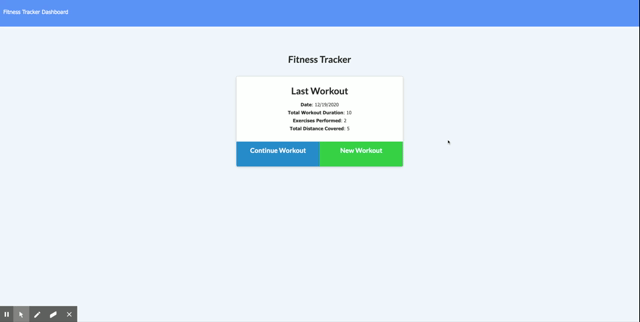 Fitness Tracker Dashboard
Fitness Tracker
Last Workout
Date: 12/19/2020
Total Workout Duration: 10
Exercises Performed: 2
Total Distance Covered: 5
Continue Workout
New Workout